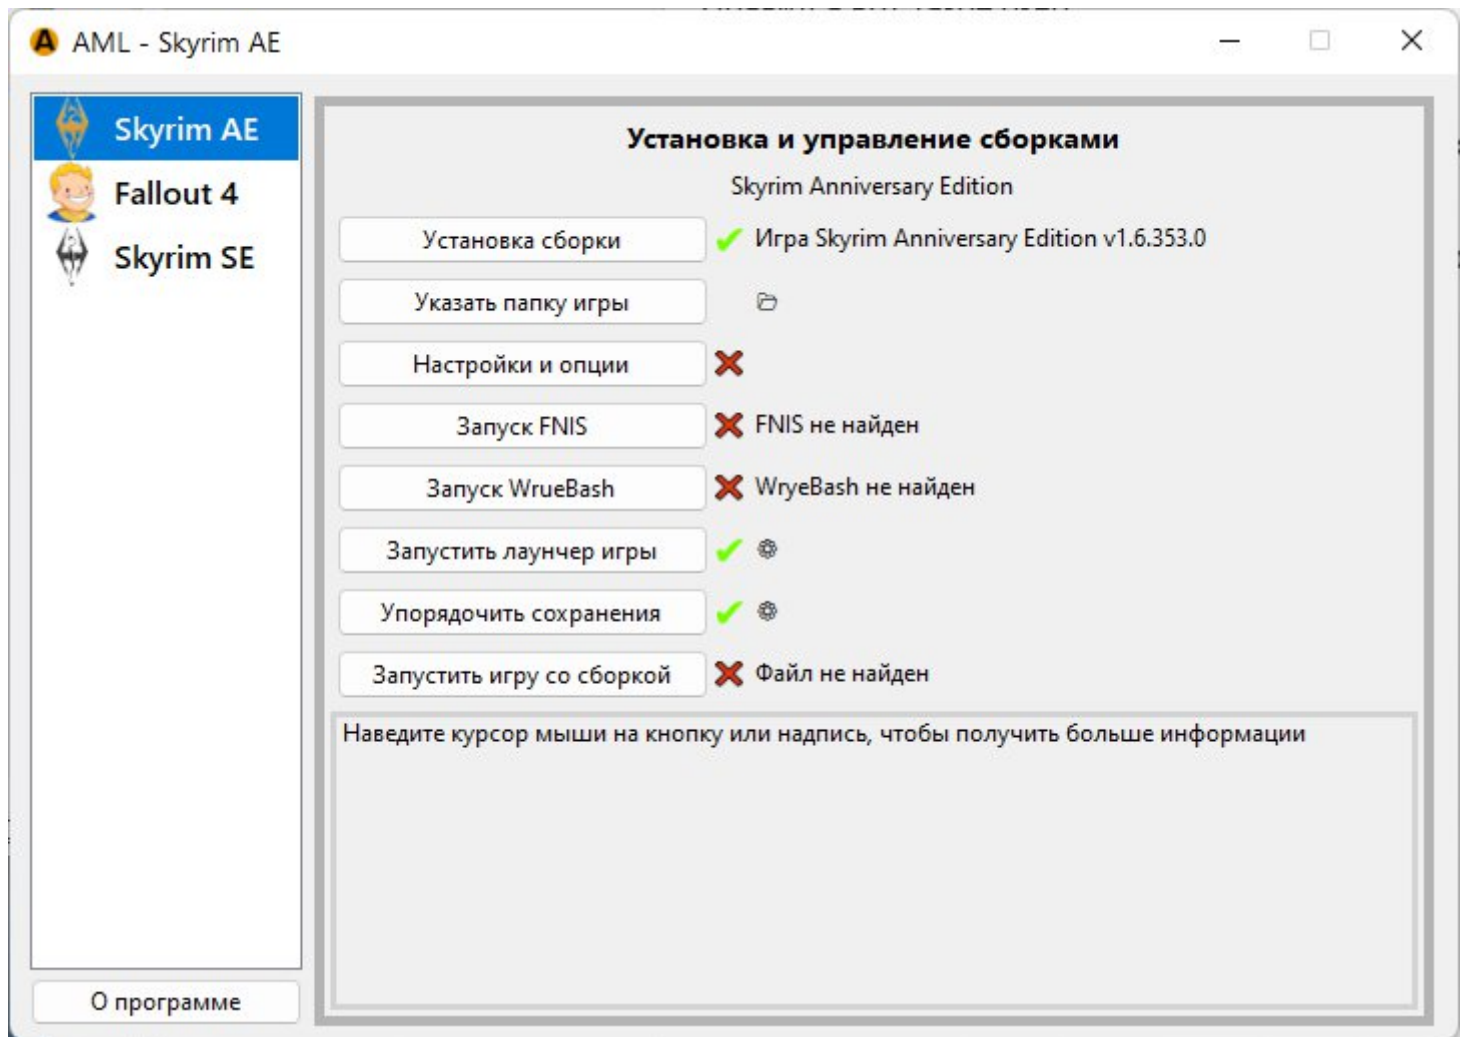 AML - Skyrim AE
Skyrim AE
Fallout 4
Skyrim SE
О программе
Установка и управление сборками
Skyrim Anniversary Edition
Установка сборки
Игра Skyrim Anniversary Edition v1.6.353.0
Указать папку игры
Настройки и опции
Запуск FNIS
FNIS не найден
Запуск WrueBash
WryeBash не найден
Запустить лаунчер игры
Упорядочить сохранения
Запустить игру со сборкой
Файл не найден
Наведите курсор мыши на кнопку или надпись, чтобы получить больше информации